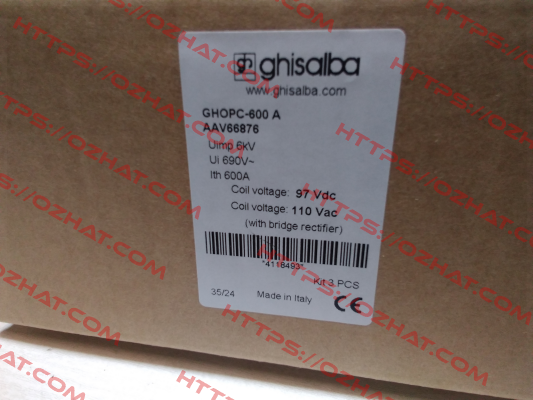 ghisalba
www.ghisalba.com
GHOPC-600 A
AAV66876
Uimp 6kV
Ui 690V~
Ith 600A
Coil voltage: 97 Vdc
Coil voltage: 110 Vac
(with bridge rectifier)
*4118493*
Kit 3 PCS
35/24 Made in Italy CE
HTTPS://OZHAT.COM